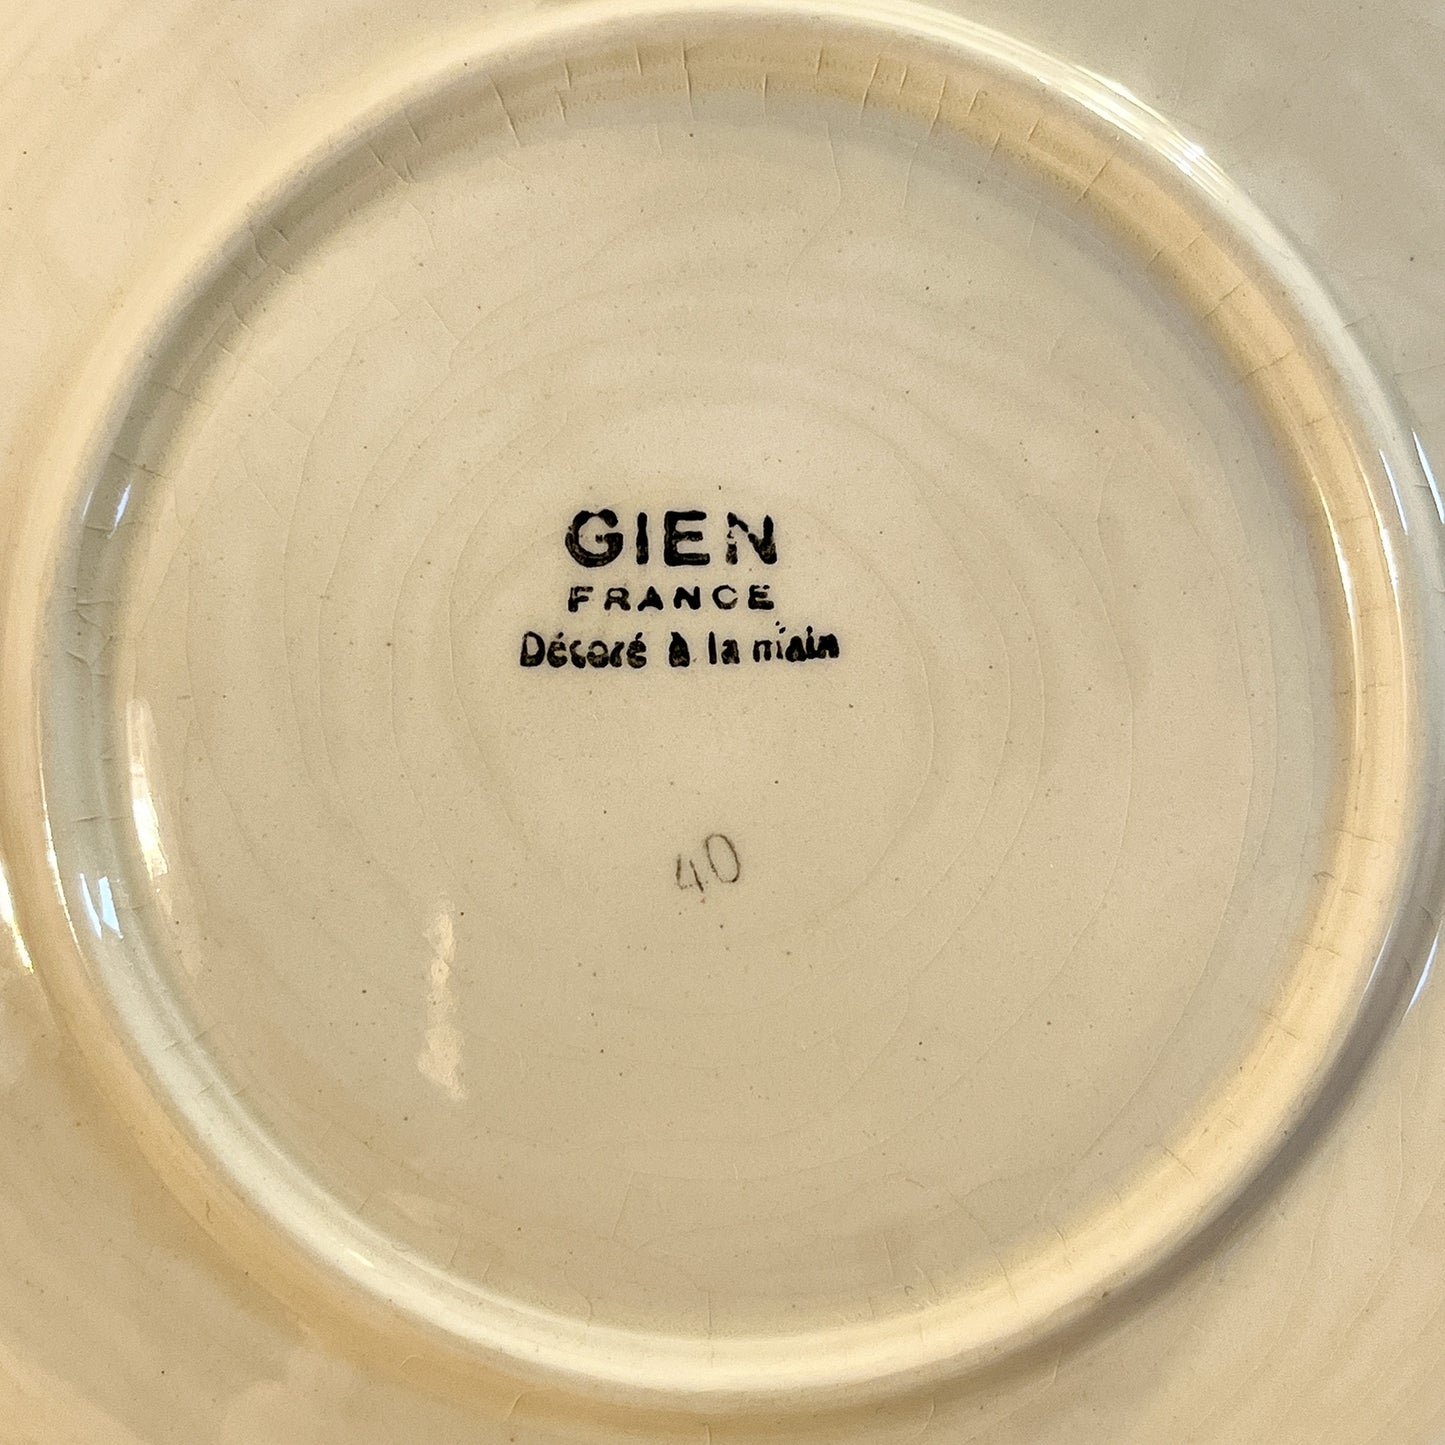 GIEN
FRANCE
Décoré à la main
40